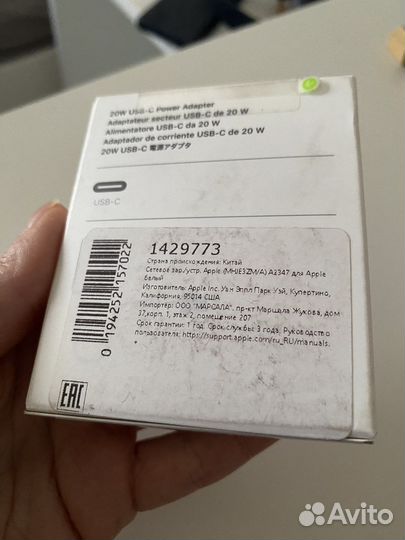 20W USB-C Power Adapter
Adaptateur secteur USB-C de 20 W
Alimentatore USB-C da 20 W
Adaptador de corriente USB-C de 20 W
20W USB-C 電源アダプタ
USB-C
0 194252 157022
1429773
Страна происхождения: Китай
Сетевое зар./устр. Apple (MHJE3ZM/A) A2347 для Apple
белый
Изготовитель: Apple Inc. Уан Эппл Парк Уэй, Купертино,
Калифорния, 95014 США
Импортёр: ООО "МАРСАЛА", пр-кт Маршала Жукова, дом
37,корп. 1, этаж 2, помещение 207
Срок гарантии: 1 год. Срок службы: 3 года. Руководство
пользователя: https://support.apple.com/ru_RU/manuals.
EAC
Avito